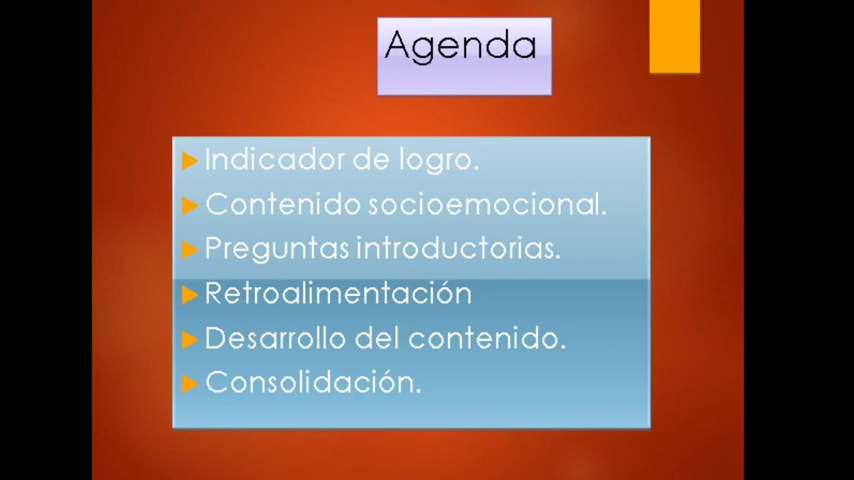 Agenda
Indicador de logro.
Contenido socioemocional.
Preguntas introductorias.
Retroalimentación
Desarrollo del contenido.
Consolidación.